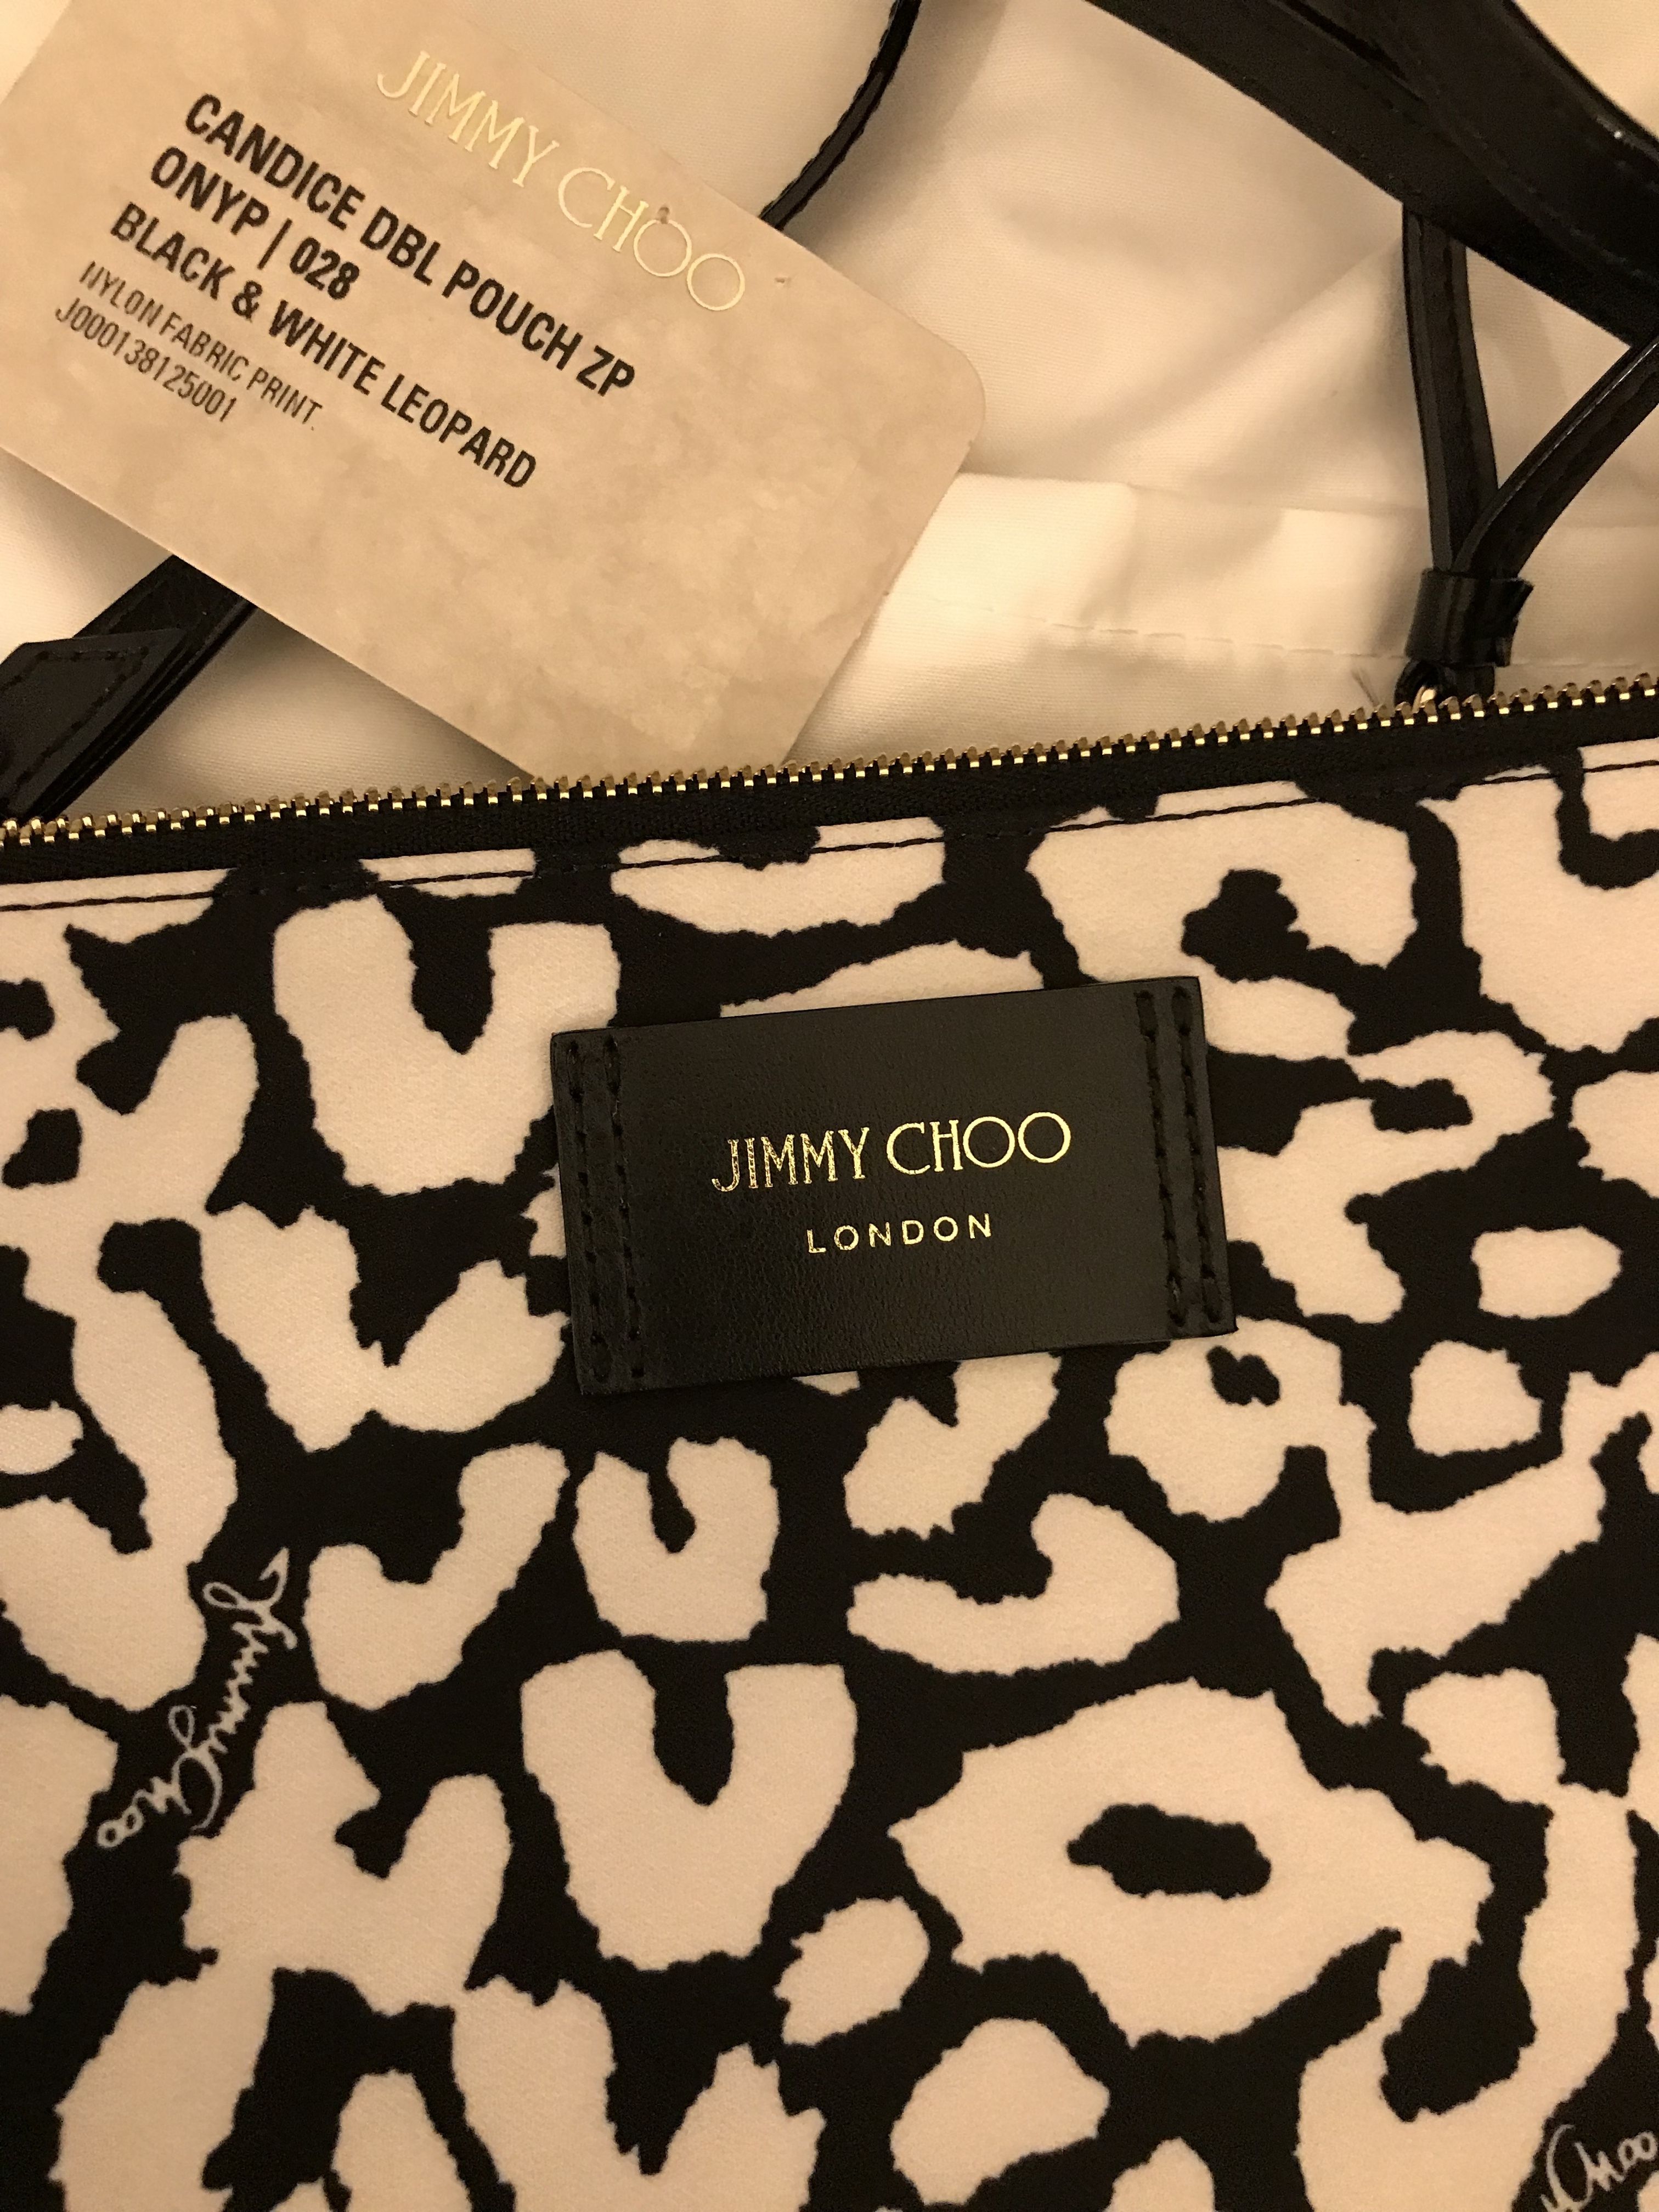 JIMMY CHOO
CANDICE DBL POUCH ZP
ONYP | 028
BLACK & WHITE LEOPARD
NYLON FABRIC PRINT.
J000138125001
JIMMY CHOO
LONDON
Jimmy Choo
y Choo